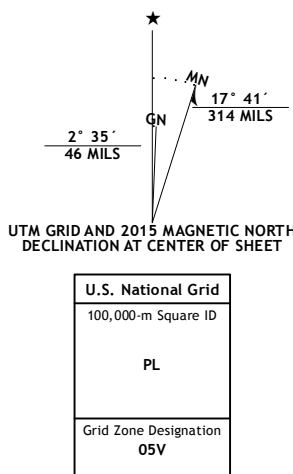 ★
MN
GN
17° 41´
314 MILS
2° 35´
46 MILS
UTM GRID AND 2015 MAGNETIC NORTH
DECLINATION AT CENTER OF SHEET
U.S. National Grid
100,000-m Square ID
PL
Grid Zone Designation
05V